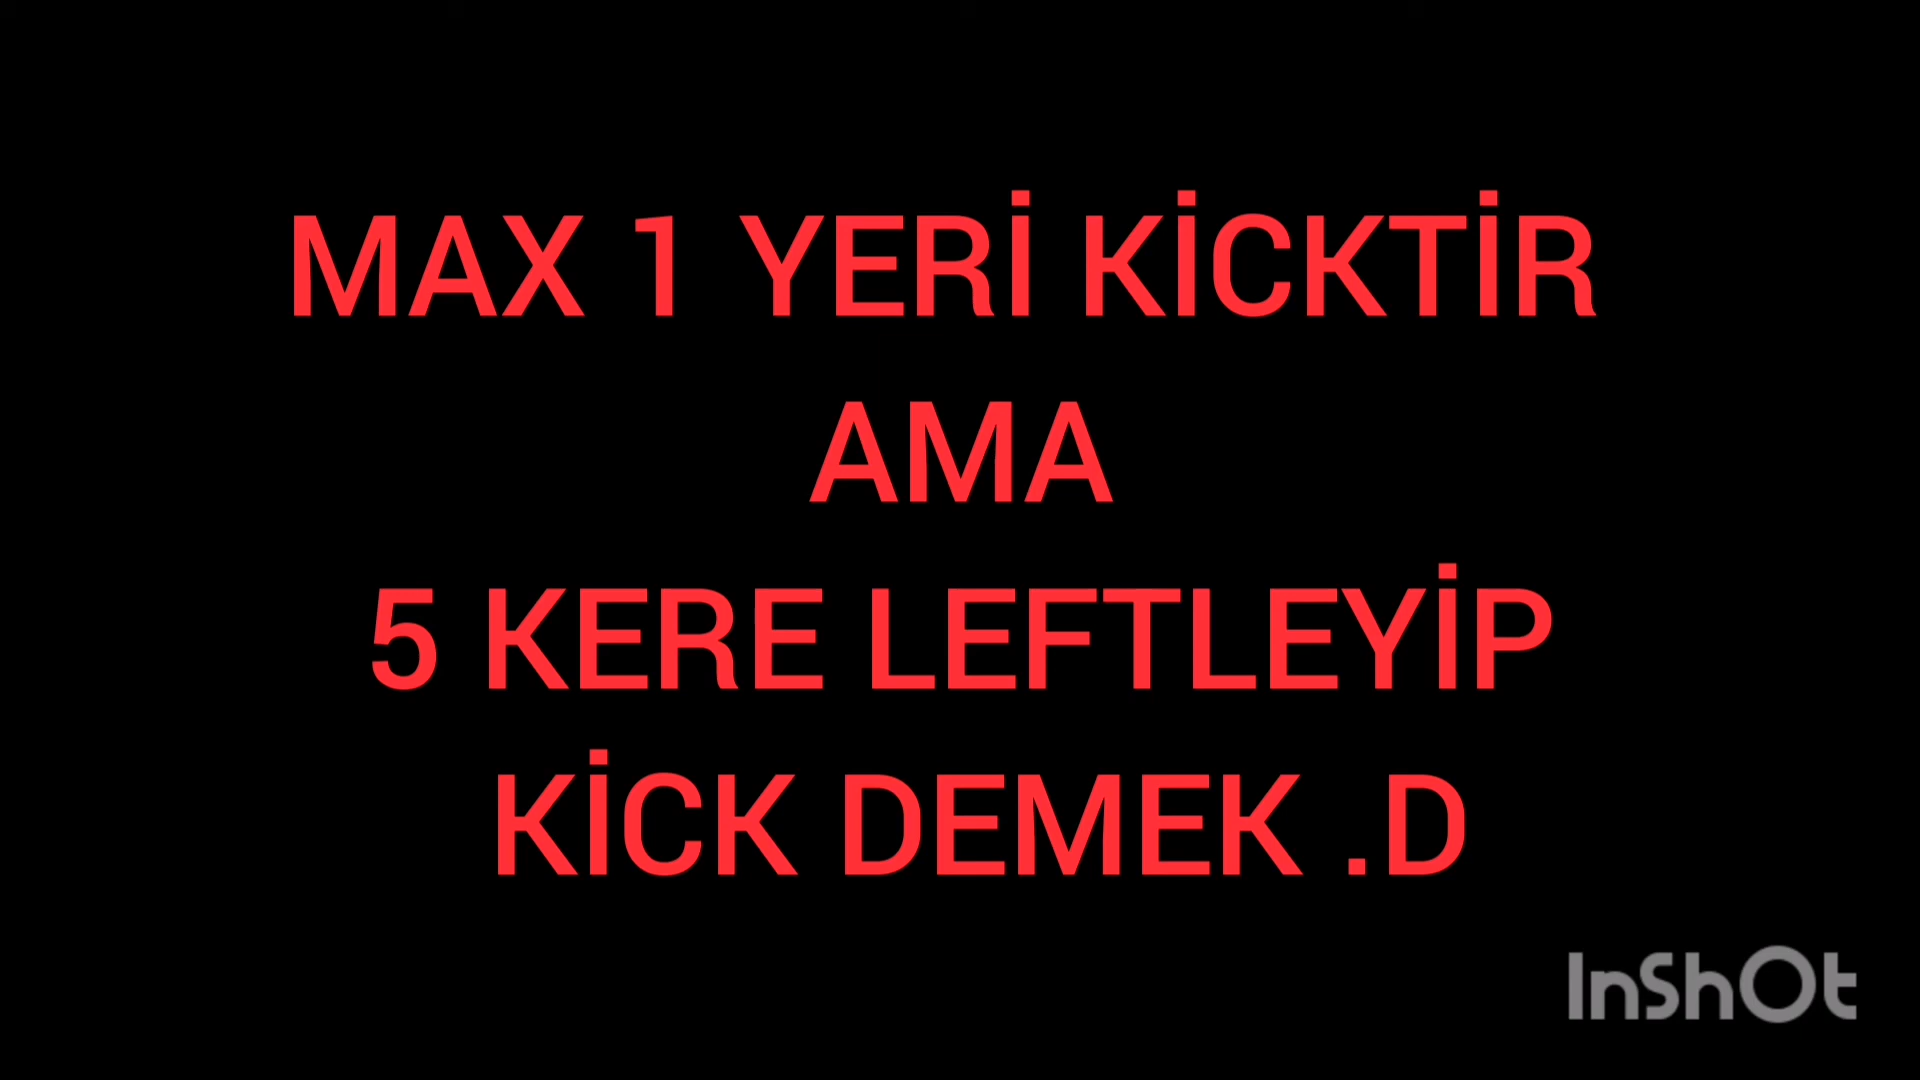 MAX 1 YERİ KİCKTİR
AMA
5 KERE LEFTLEYİP
KİCK DEMEK .D
InShOt